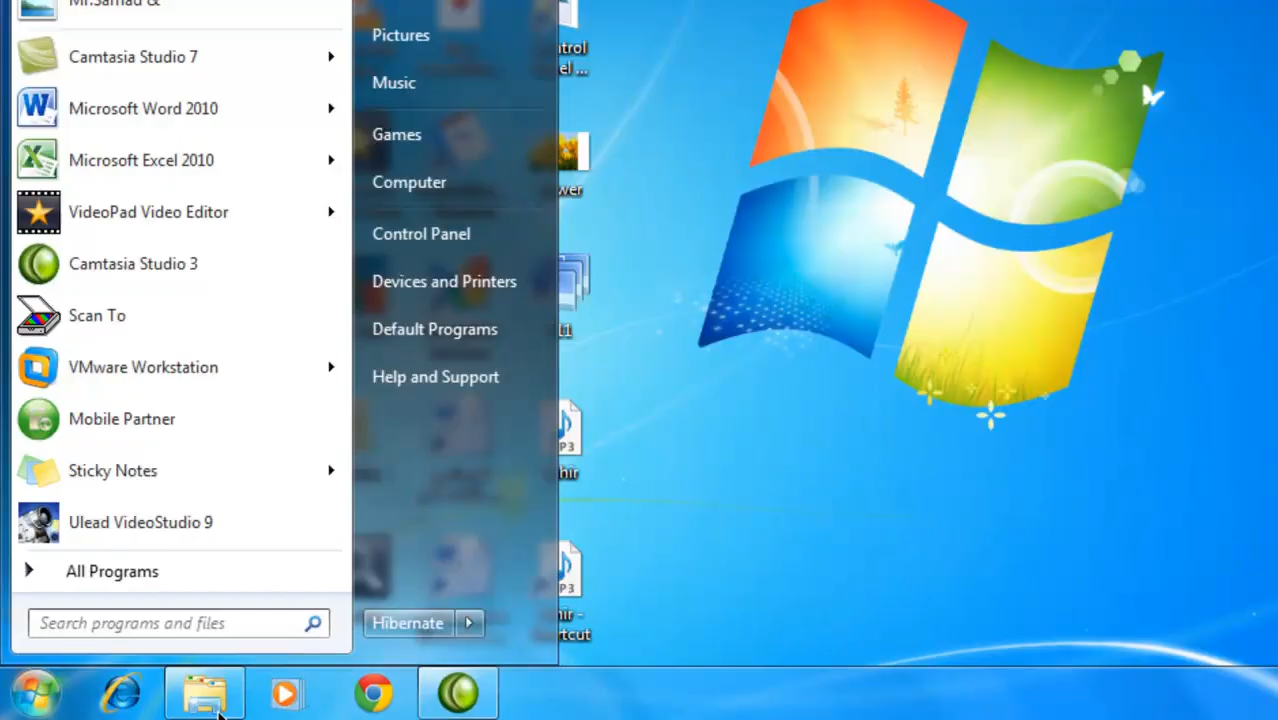 Mr.Samad &
Camtasia Studio 7
Microsoft Word 2010
Microsoft Excel 2010
VideoPad Video Editor
Camtasia Studio 3
Scan To
VMware Workstation
Mobile Partner
Sticky Notes
Ulead VideoStudio 9
All Programs
Search programs and files
Pictures
Music
Games
Computer
Control Panel
Devices and Printers
Default Programs
Help and Support
Hibernate